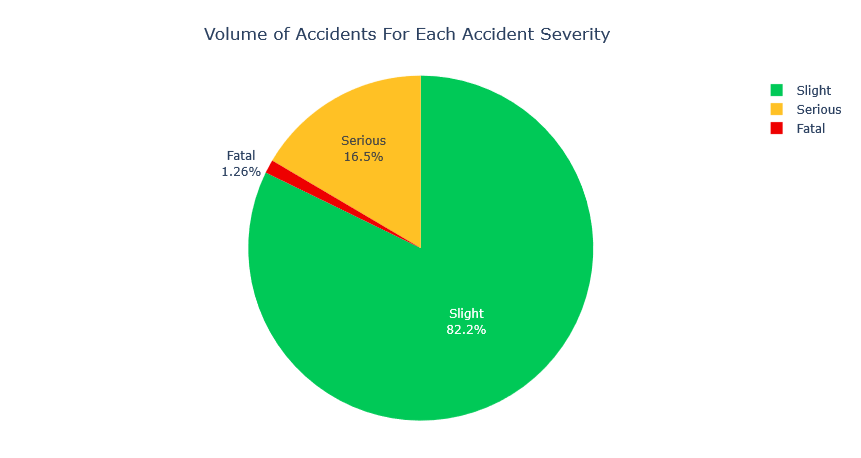 Volume of Accidents For Each Accident Severity
Slight
Serious
Fatal
Serious
16.5%
Fatal
1.26%
Slight
82.2%